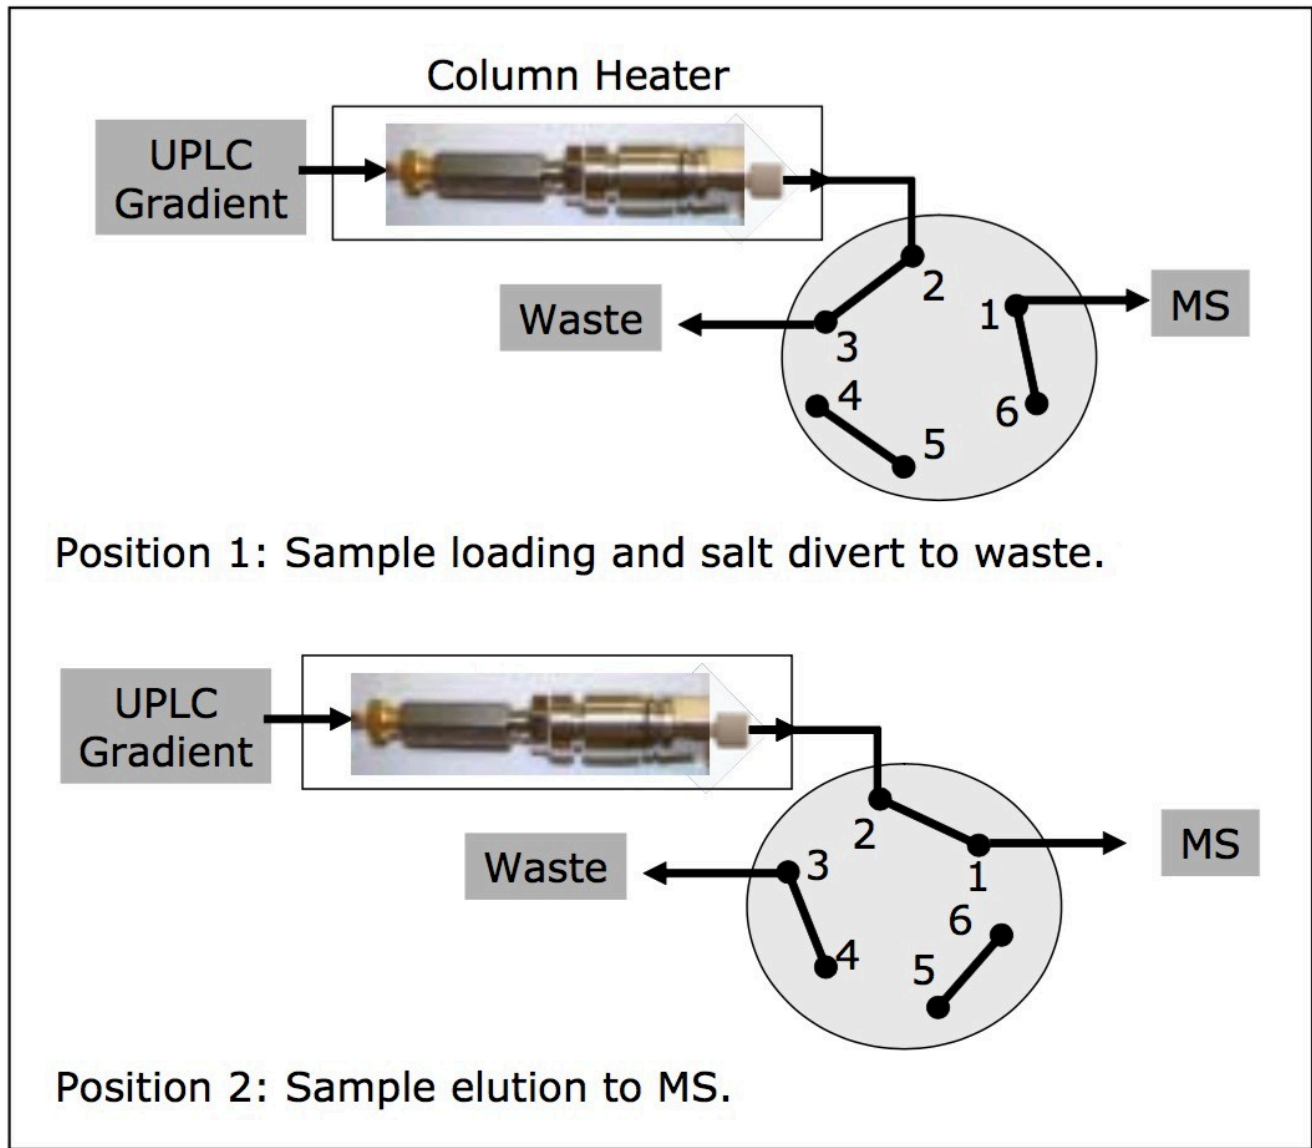 Column Heater
UPLC
Gradient
2
1
MS
Waste
3
4
6
5
Position 1: Sample loading and salt divert to waste.
UPLC
Gradient
2
1
MS
Waste
3
6
4
5
Position 2: Sample elution to MS.